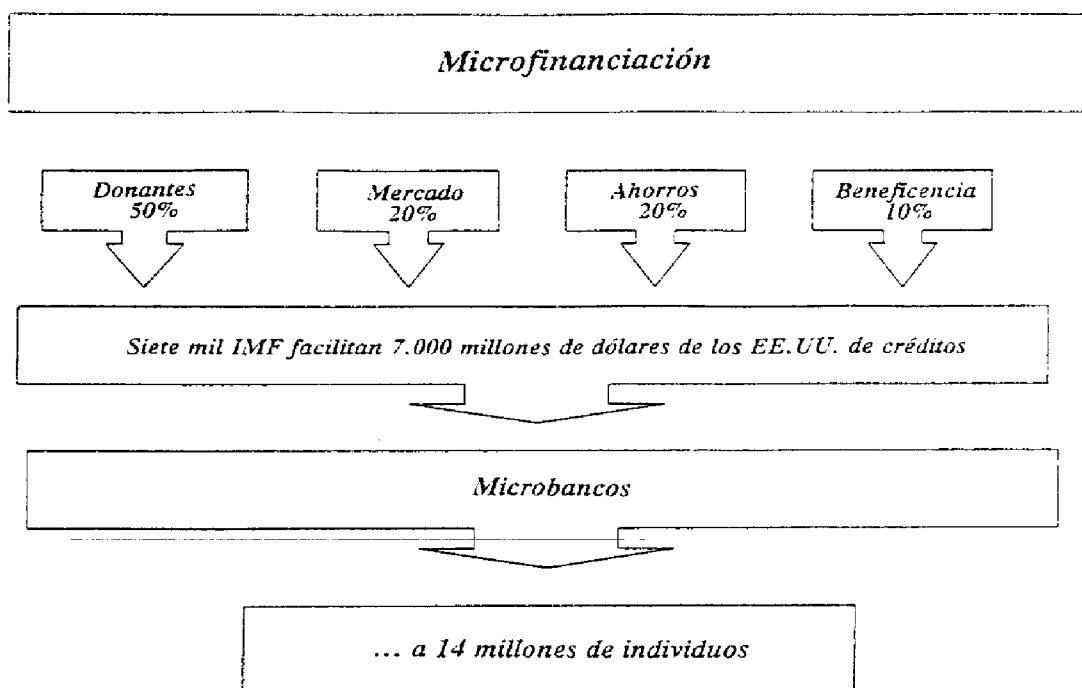 Microfinanciación
Donantes
50%
Mercado
20%
Ahorros
20%
Beneficencia
10%
Siete mil IMF facilitan 7.000 millones de dólares de los EE.UU. de créditos
Microbancos
... a 14 millones de individuos